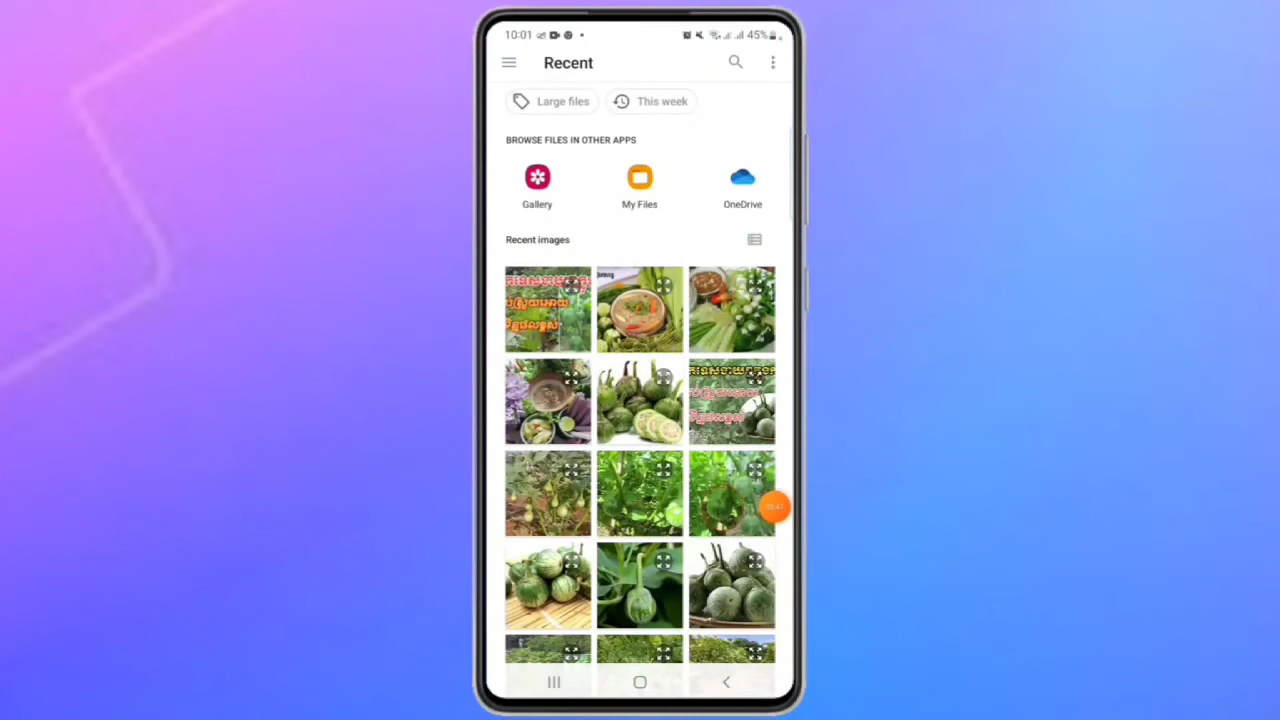 10:01
45%
Recent
Large files
This week
BROWSE FILES IN OTHER APPS
Gallery
My Files
OneDrive
Recent images